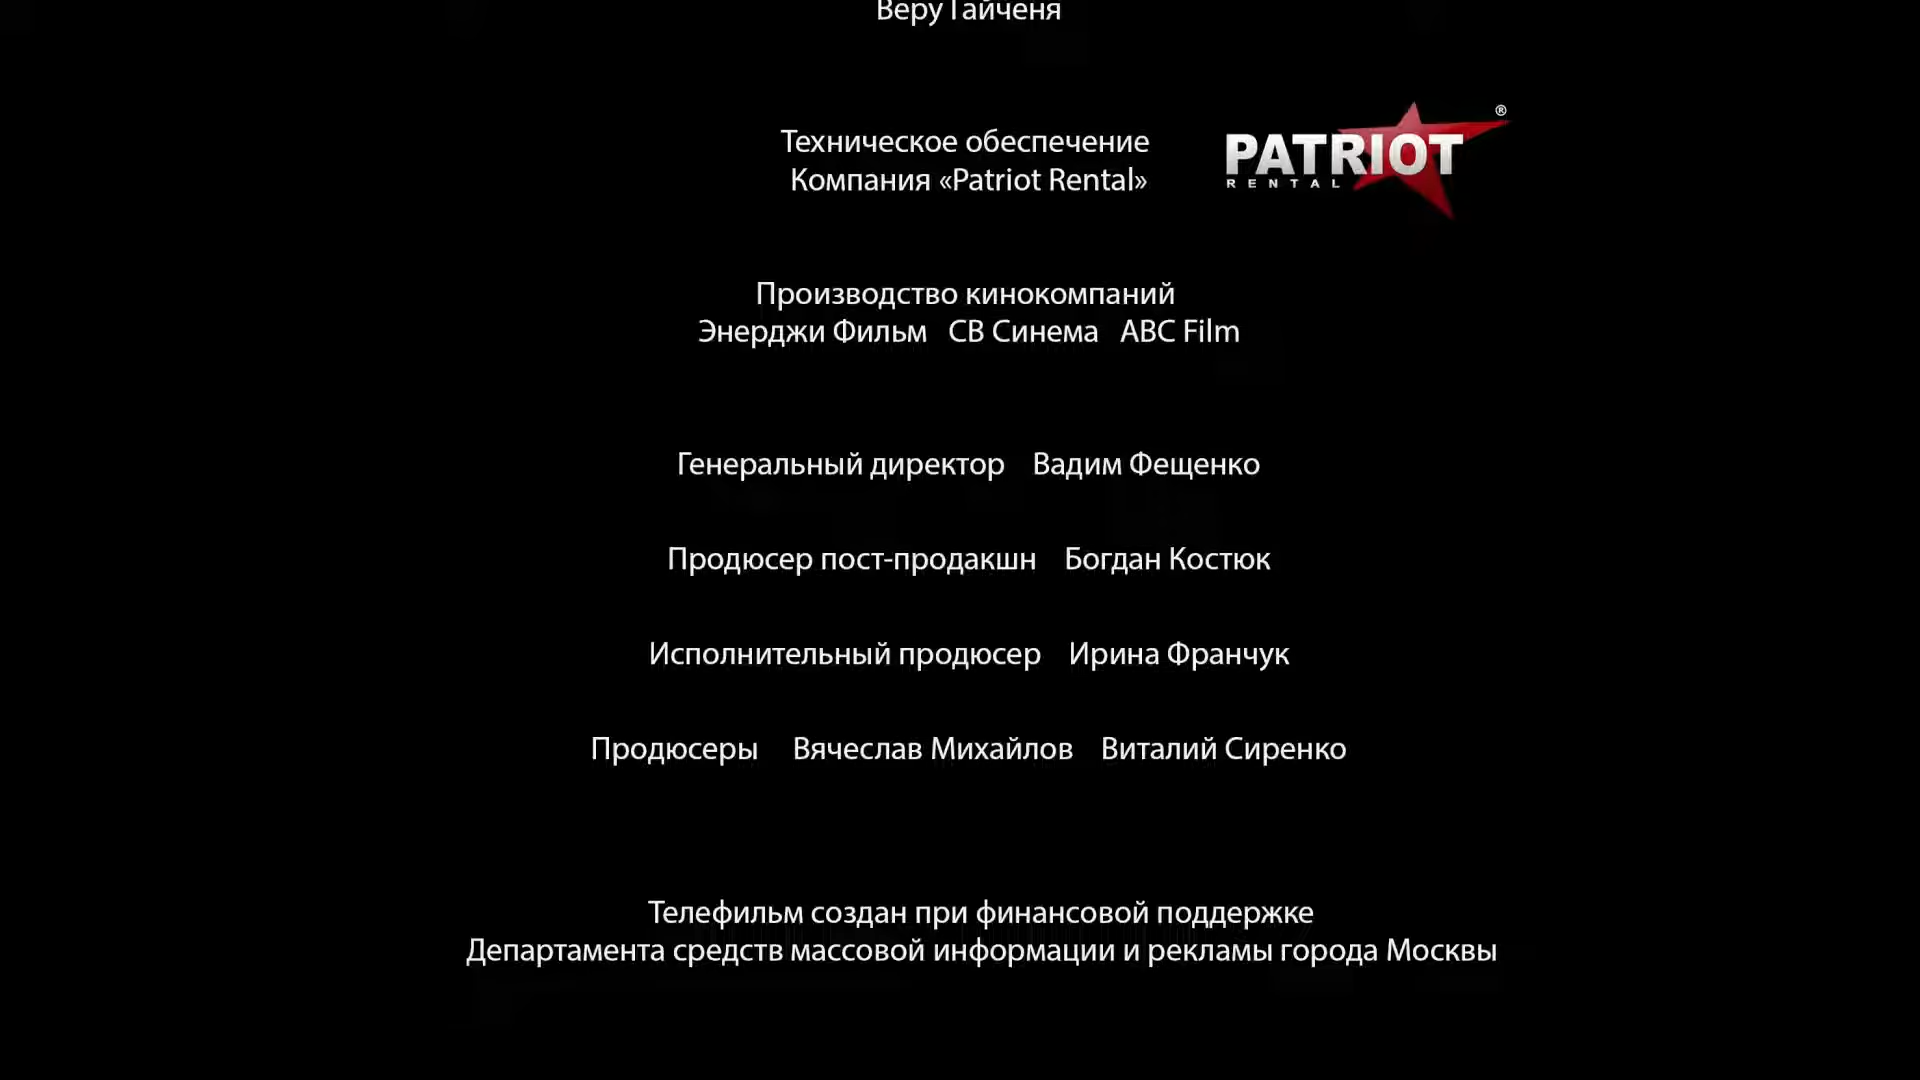 Веру Гайченя
Техническое обеспечение
Компания «Patriot Rental»
PATRIOT ®
RENTAL
Производство кинокомпаний
Энерджи Фильм СВ Синема ABC Film
Генеральный директор Вадим Фещенко
Продюсер пост-продакшн Богдан Костюк
Исполнительный продюсер Ирина Франчук
Продюсеры Вячеслав Михайлов Виталий Сиренко
Телефильм создан при финансовой поддержке
Департамента средств массовой информации и рекламы города Москвы